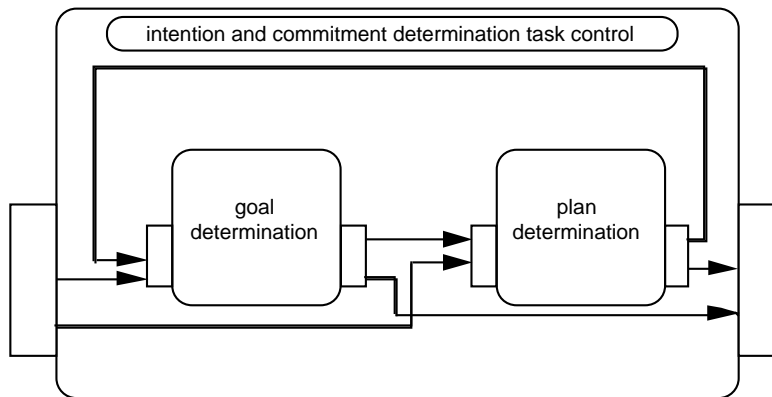 intention and commitment determination task control
goal
determination
plan
determination